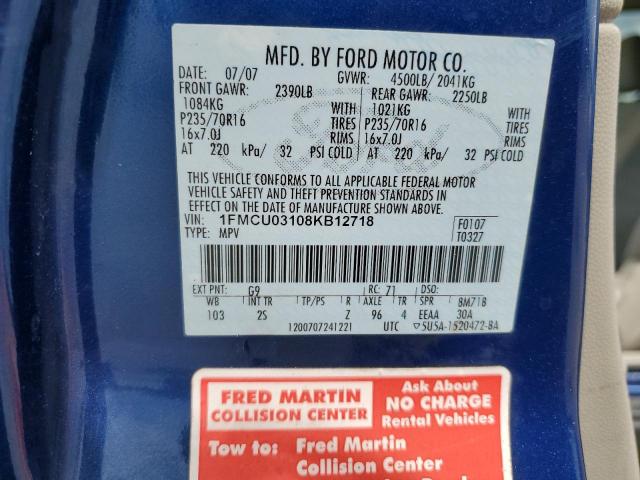 MFD. BY FORD MOTOR CO.
DATE: 07/07 GVWR: 4500LB/ 2041KG
FRONT GAWR: 2390LB REAR GAWR: 2250LB
1084KG WITH 1021KG WITH
P235/70R16 TIRES P235/70R16 TIRES
16x7.0J RIMS 16x7.0J RIMS
AT 220 kPa/ 32 PSI COLD AT 220 kPa/ 32 PSI COLD
THIS VEHICLE CONFORMS TO ALL APPLICABLE FEDERAL MOTOR
VEHICLE SAFETY AND THEFT PREVENTION STANDARDS IN
EFFECT ON THE DATE OF MANUFACTURE SHOWN ABOVE.
VIN: 1FMCU03108KB12718 F0107
TYPE: MPV T0327
EXT PNT: G9 RC: 71 DSO:
WB INT TR TP/PS R AXLE TR SPR 8M71B
103 2S Z 96 4 EEAA 30A
1200707241221 UTC ▽5U5A-1520472-BA
FRED MARTIN
COLLISION CENTER
Ask About
NO CHARGE
Rental Vehicles
Tow to: Fred Martin
Collision Center